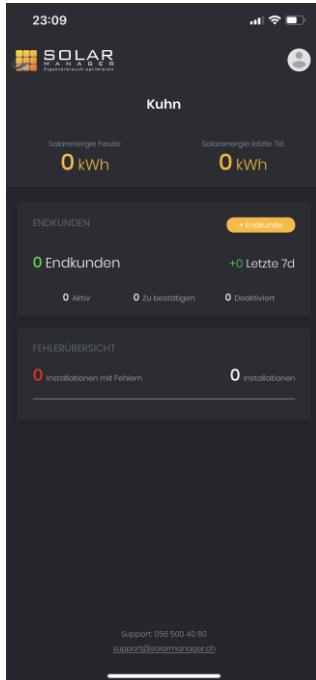 23:09
SOLAR
MANAGER
Eigenverbrauch optimieren
Kuhn
Solarenergie heute: Solarenergie letzte 7d:
0 kWh 0 kWh
ENDKUNDEN + Endkunde
0 Endkunden +0 Letzte 7d
0 Aktiv 0 Zu bestätigen 0 Deaktiviert
FEHLERÜBERSICHT
0 Installationen mit Fehlern 0 Installationen
Support: 056 500 40 60
support@solarmanager.ch